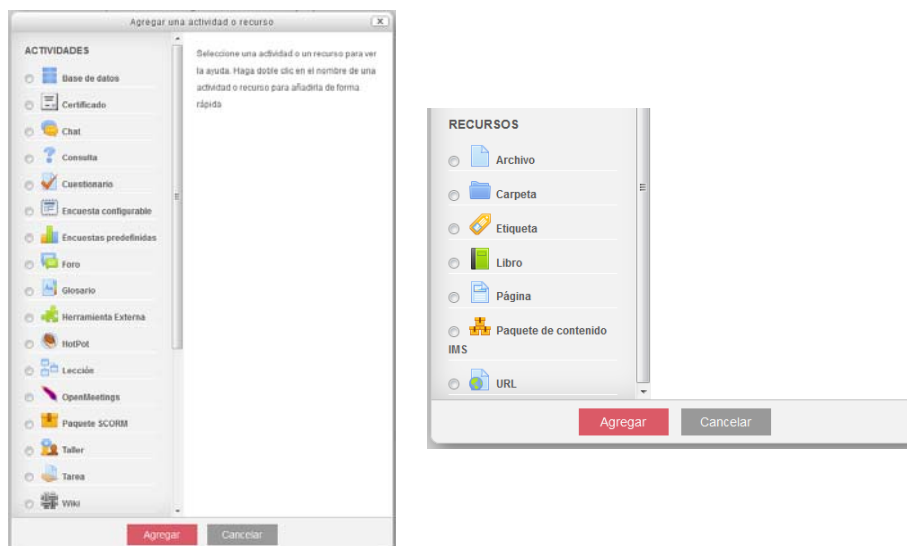 Agregar una actividad o recurso
ACTIVIDADES
Base de datos
Certificado
Chat
Consulta
Cuestionario
Encuesta configurable
Encuestas predefinidas
Foro
Glosario
Herramienta Externa
HotPot
Lección
OpenMeetings
Paquete SCORM
Taller
Tarea
Wiki
Seleccione una actividad o un recurso para ver
la ayuda. Haga doble clic en el nombre de una
actividad o recurso para añadirla de forma
rápida
Agregar
Cancelar
RECURSOS
Archivo
Carpeta
Etiqueta
Libro
Página
Paquete de contenido
IMS
URL
Agregar
Cancelar